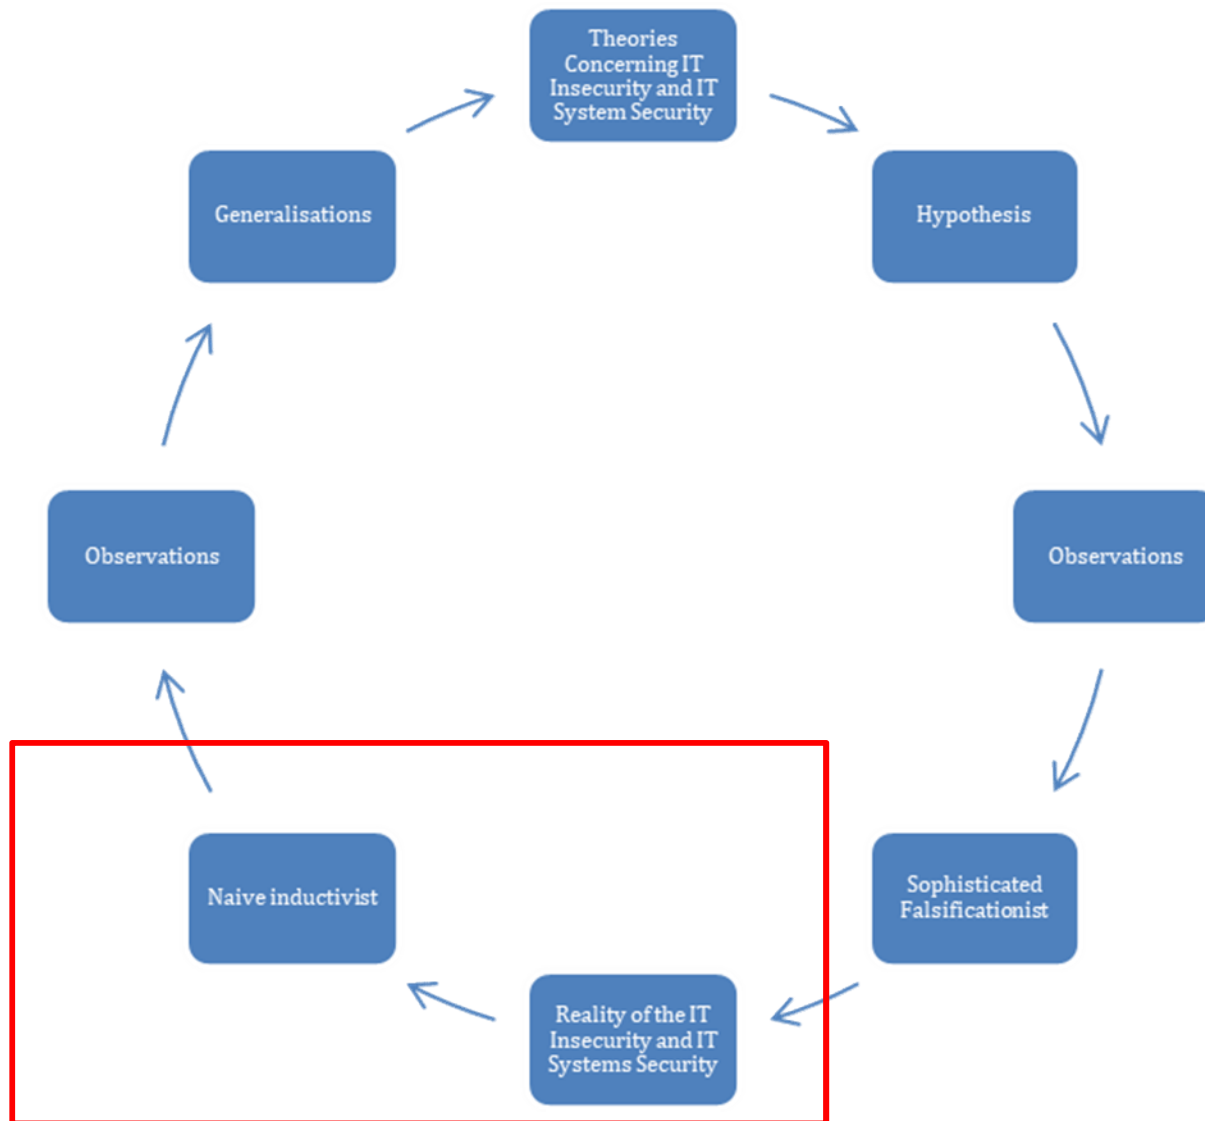 Theories
Concerning IT
Insecurity and IT
System Security
Generalisations
Hypothesis
Observations
Observations
Naive inductivist
Sophisticated
Falsificationist
Reality of the IT
Insecurity and IT
Systems Security